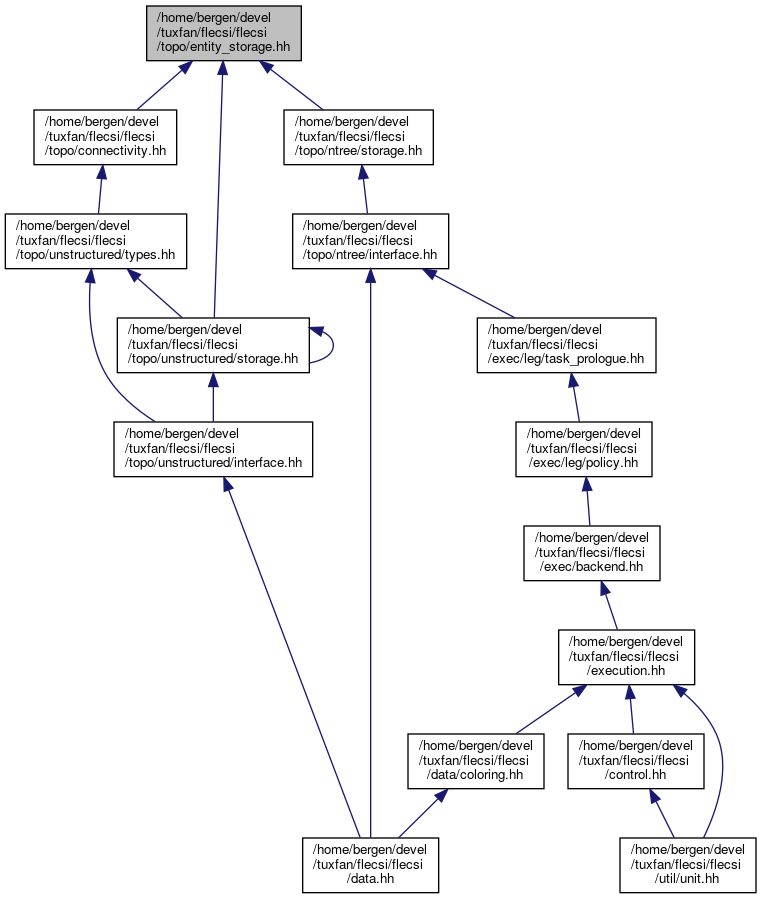 /home/bergen/devel
/tuxfan/flecsi/flecsi
/topo/entity_storage.hh
/home/bergen/devel
/tuxfan/flecsi/flecsi
/topo/connectivity.hh
/home/bergen/devel
/tuxfan/flecsi/flecsi
/topo/ntree/storage.hh
/home/bergen/devel
/tuxfan/flecsi/flecsi
/topo/unstructured/types.hh
/home/bergen/devel
/tuxfan/flecsi/flecsi
/topo/ntree/interface.hh
/home/bergen/devel
/tuxfan/flecsi/flecsi
/topo/unstructured/storage.hh
/home/bergen/devel
/tuxfan/flecsi/flecsi
/exec/leg/task_prologue.hh
/home/bergen/devel
/tuxfan/flecsi/flecsi
/topo/unstructured/interface.hh
/home/bergen/devel
/tuxfan/flecsi/flecsi
/exec/leg/policy.hh
/home/bergen/devel
/tuxfan/flecsi/flecsi
/exec/backend.hh
/home/bergen/devel
/tuxfan/flecsi/flecsi
/execution.hh
/home/bergen/devel
/tuxfan/flecsi/flecsi
/data/coloring.hh
/home/bergen/devel
/tuxfan/flecsi/flecsi
/control.hh
/home/bergen/devel
/tuxfan/flecsi/flecsi
/data.hh
/home/bergen/devel
/tuxfan/flecsi/flecsi
/util/unit.hh